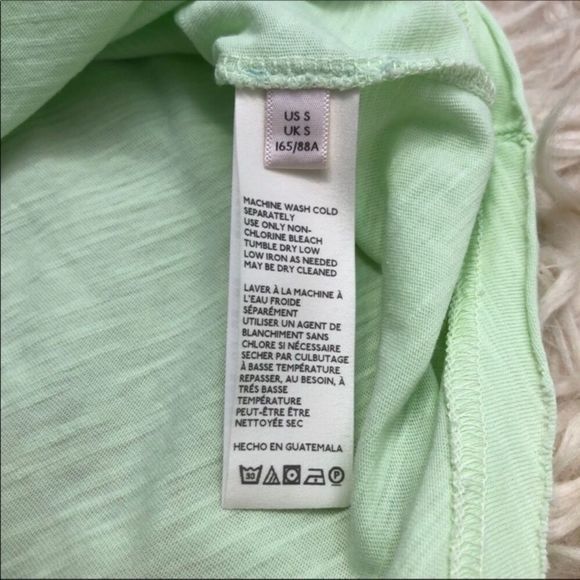 US S
UK S
165/88A
MACHINE WASH COLD
SEPARATELY
USE ONLY NON-
CHLORINE BLEACH
TUMBLE DRY LOW
LOW IRON AS NEEDED
MAY BE DRY CLEANED
LAVER À LA MACHINE À
L'EAU FROIDE
SÉPARÉMENT
UTILISER UN AGENT DE
BLANCHIMENT SANS
CHLORE SI NÉCESSAIRE
SECHER PAR CULBUTAGE
À BASSE TEMPÉRATURE
REPASSER, AU BESOIN, À
TRÉS BASSE
TEMPÉRATURE
PEUT-ÊTRE ÊTRE
NETTOYÉE SEC
HECHO EN GUATEMALA
30 P